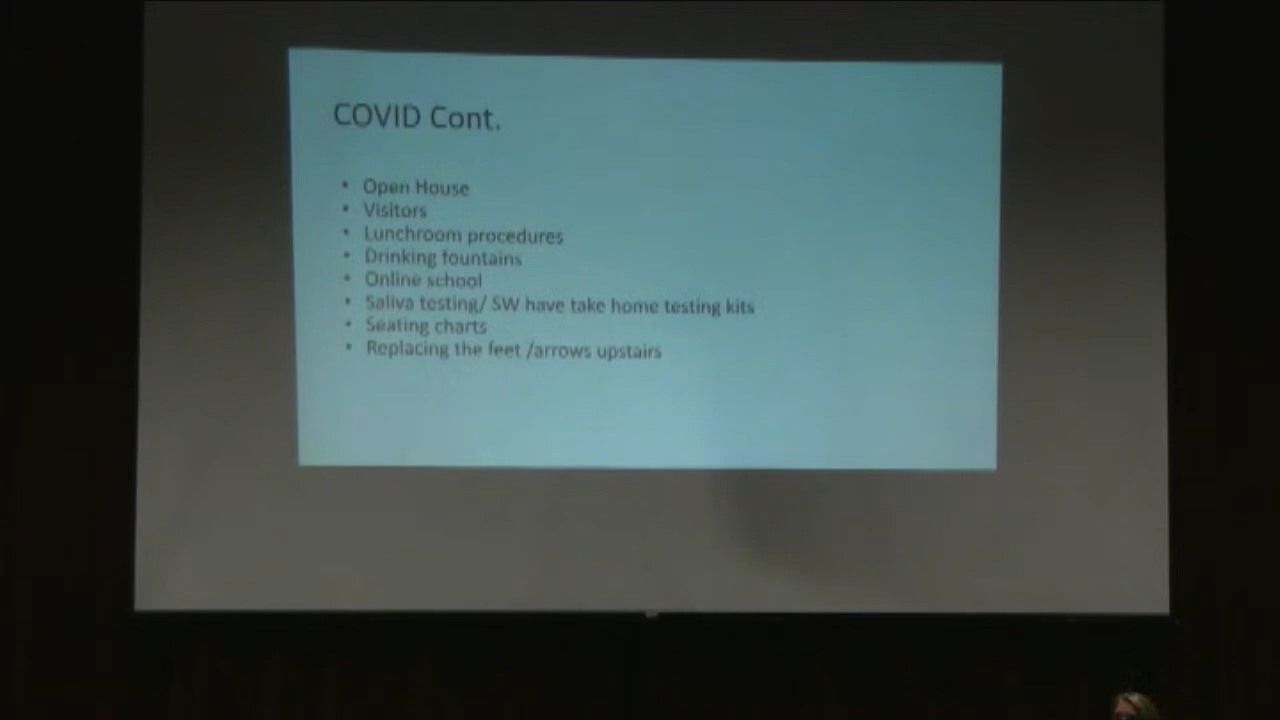 COVID Cont.
• Open House
• Visitors
• Lunchroom procedures
• Drinking fountains
• Online school
• Saliva testing/ SW have take home testing kits
• Seating charts
• Replacing the feet /arrows upstairs